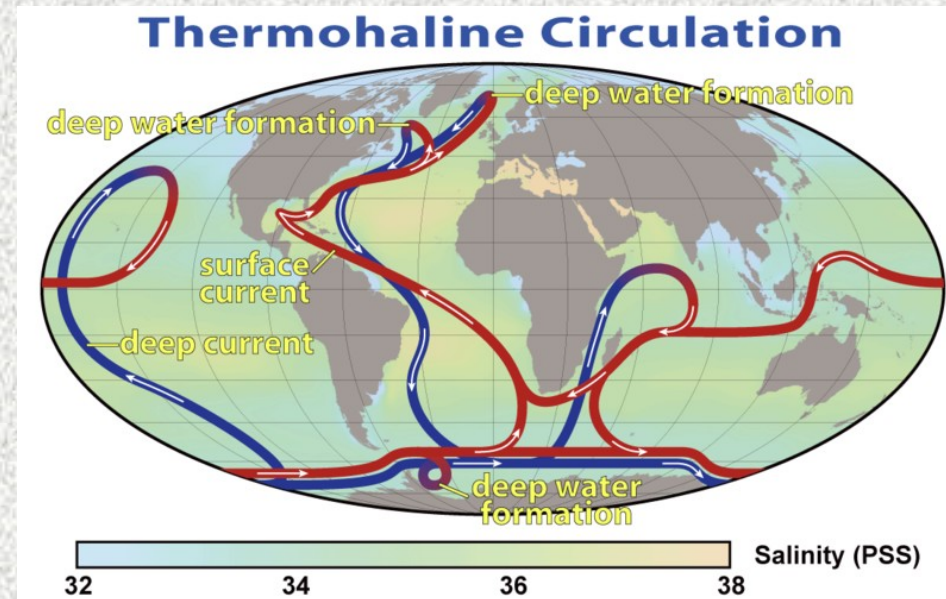 Thermohaline Circulation
deep water formation
deep water formation
surface
current
deep current
deep water
formation
Salinity (PSS)
32 34 36 38